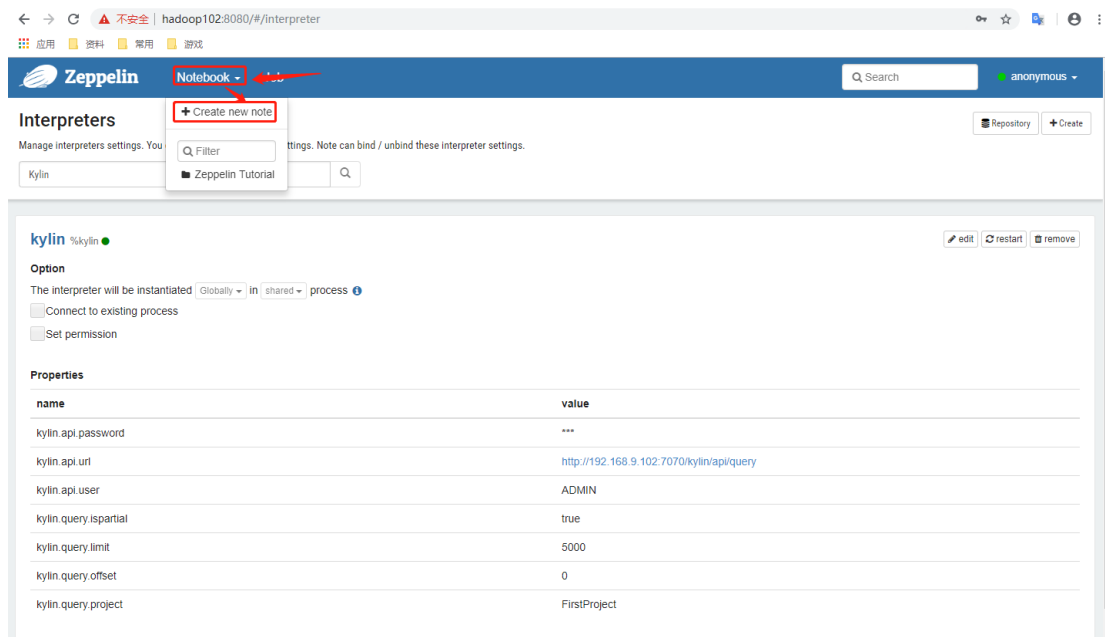 不安全 | hadoop102:8080/#/interpreter
应用 资料 常用 游戏
Zeppelin Notebook Search anonymous
Create new note
Interpreters Repository Create
Manage interpreters settings. You ttings. Note can bind / unbind these interpreter settings.
Filter
Kylin
Zeppelin Tutorial
kylin %kylin edit restart remove
Option
The interpreter will be instantiated Globally in shared process
Connect to existing process
Set permission
Properties
name value
kylin.api.password ***
kylin.api.url http://192.168.9.102:7070/kylin/api/query
kylin.api.user ADMIN
kylin.query.ispartial true
kylin.query.limit 5000
kylin.query.offset 0
kylin.query.project FirstProject